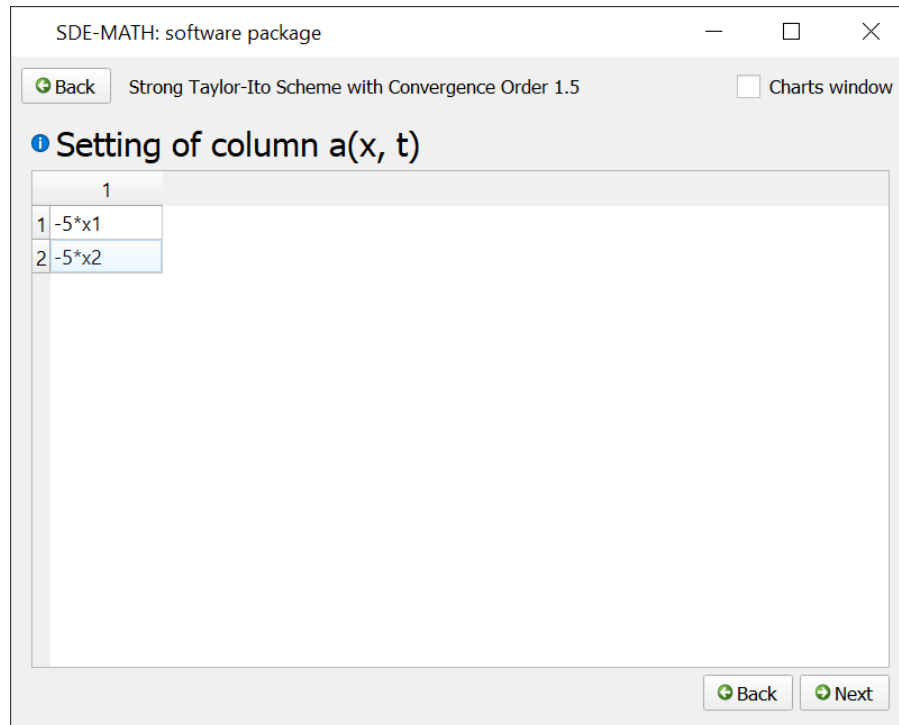 SDE-MATH: software package
Back Strong Taylor-Ito Scheme with Convergence Order 1.5 Charts window
Setting of column a(x, t)
1
1 -5*x1
2 -5*x2
Back Next